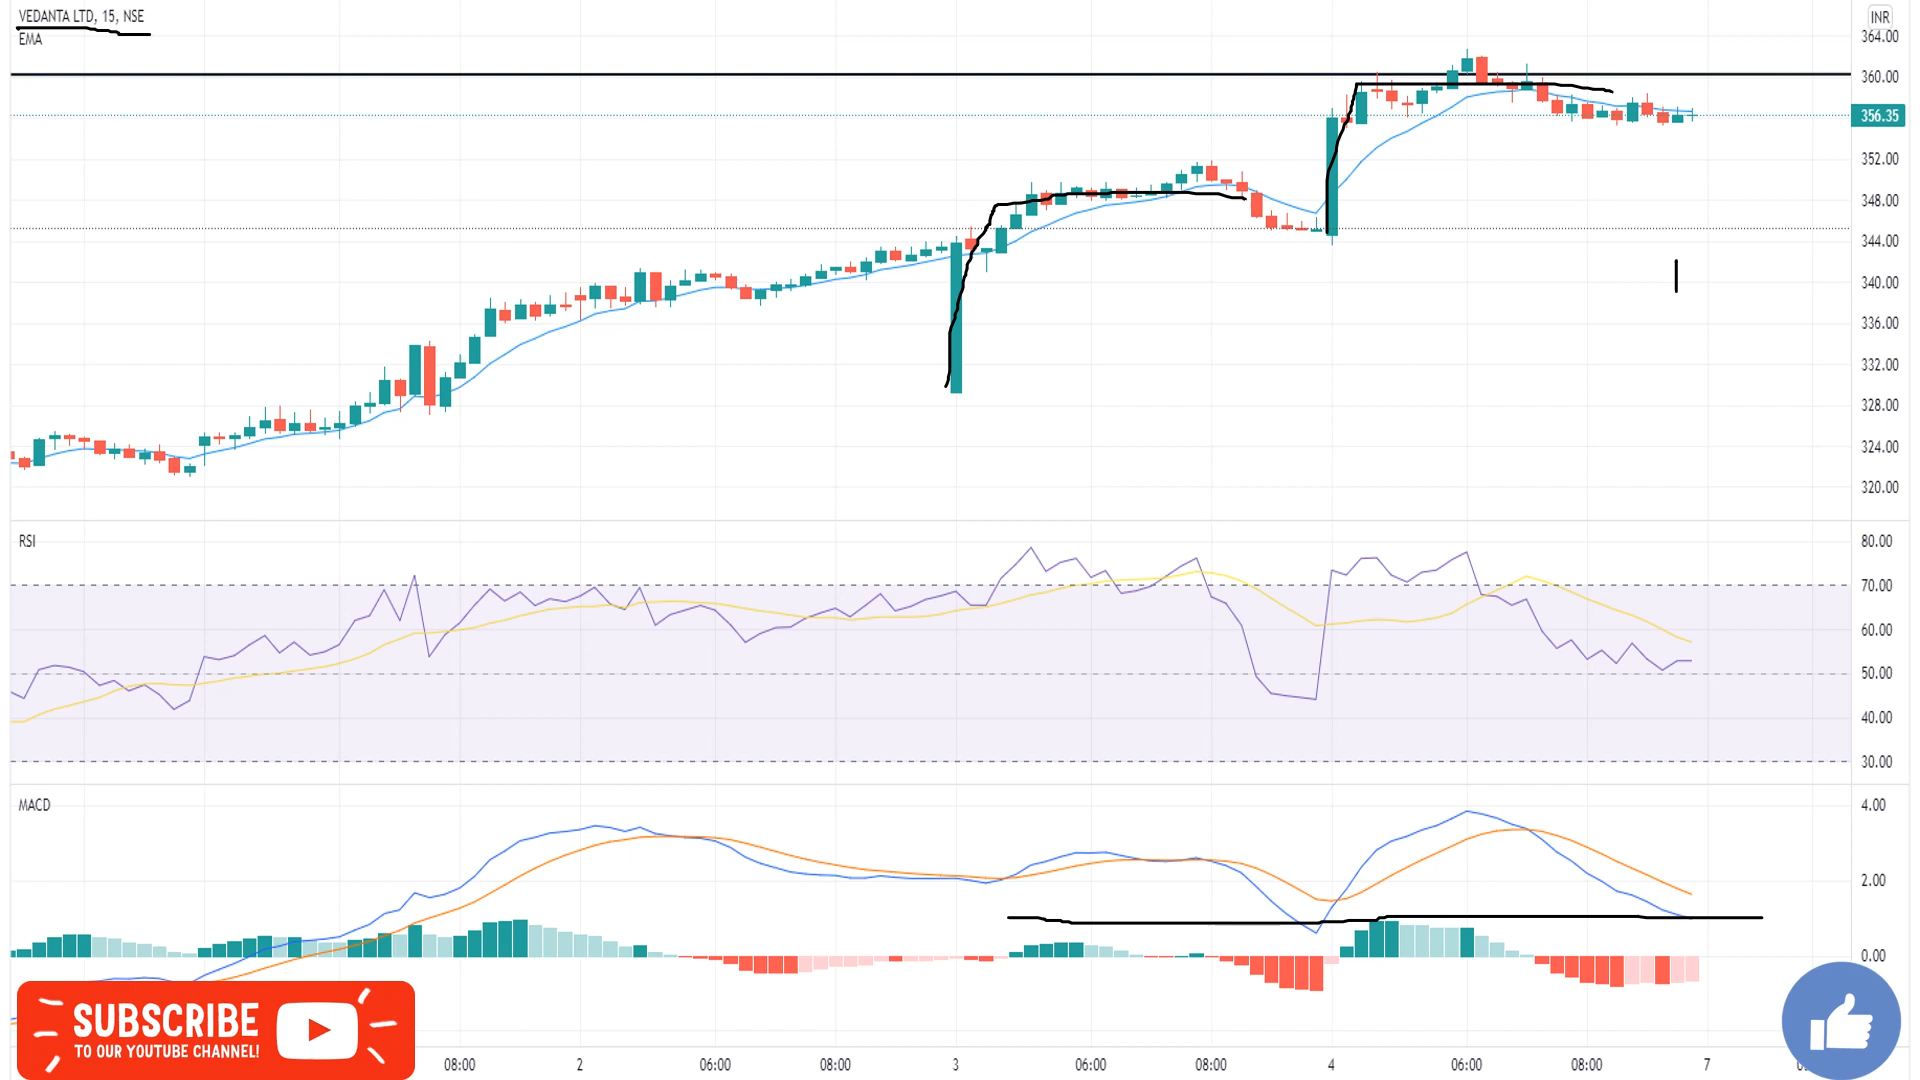 VEDANTA LTD, 15, NSE
EMA
INR
364.00
360.00
356.35
352.00
348.00
344.00
340.00
336.00
332.00
328.00
324.00
320.00
RSI
80.00
70.00
60.00
50.00
40.00
30.00
MACD
4.00
2.00
0.00
SUBSCRIBE
TO OUR YOUTUBE CHANNEL!
08:00 2 06:00 08:00 3 06:00 08:00 4 06:00 08:00 7